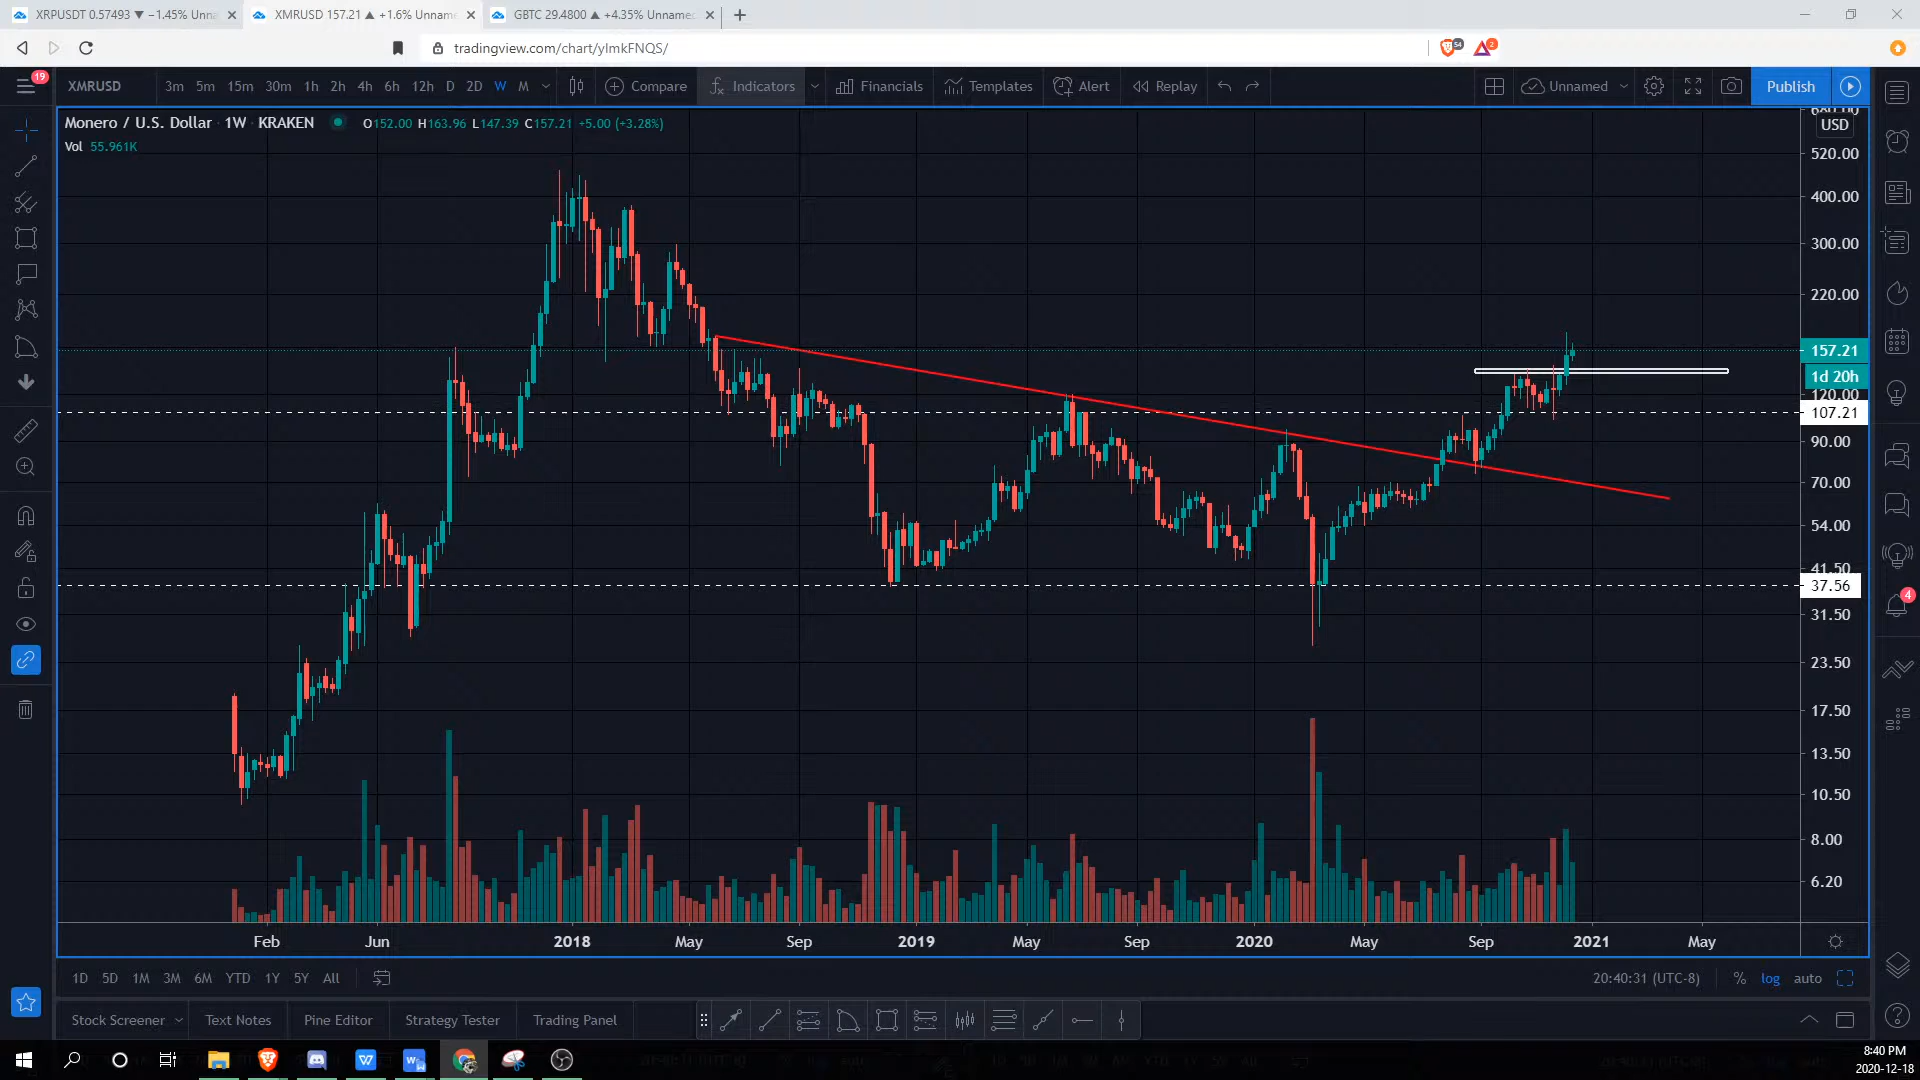 XRPUSDT 0.57493 ▼ −1.45% Unna
XMRUSD 157.21 ▲ +1.6% Unname
GBTC 29.4800 ▲ +4.35% Unname
54
2
tradingview.com/chart/yImkFNQS/
19
XMRUSD 3m 5m 15m 30m 1h 2h 4h 6h 12h D 2D W M Compare Indicators Financials Templates Alert Replay Unnamed Publish
Monero / U.S. Dollar · 1W · KRAKEN O152.00 H163.96 L147.39 C157.21 +5.00 (+3.28%)
Vol 55.961K
680.00
USD
520.00
400.00
300.00
220.00
157.21
1d 20h
120.00
107.21
90.00
70.00
54.00
41.50
37.56
31.50
23.50
17.50
13.50
10.50
8.00
6.20
4
Feb Jun 2018 May Sep 2019 May Sep 2020 May Sep 2021 May
1D 5D 1M 3M 6M YTD 1Y 5Y All 20:40:31 (UTC-8) % log auto
Stock Screener Text Notes Pine Editor Strategy Tester Trading Panel
8:40 PM
2020-12-18